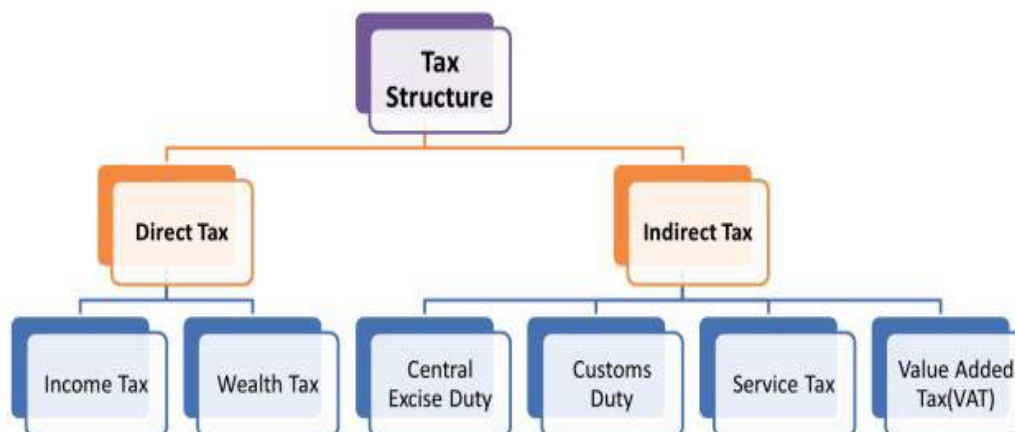 Tax
Structure
Direct Tax
Indirect Tax
Income Tax
Wealth Tax
Central
Excise Duty
Customs
Duty
Service Tax
Value Added
Tax(VAT)